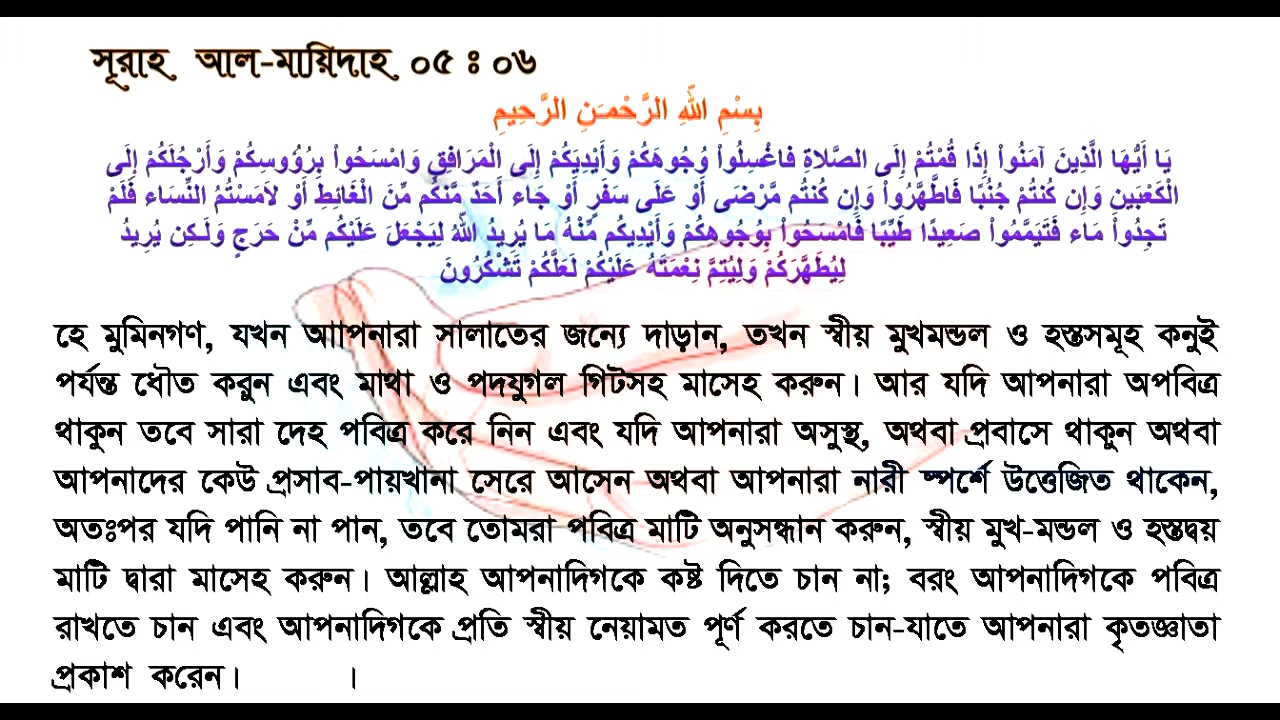 সূরাহ আল-মায়িদাহ ০৫ ঃ ০৬
بِسْمِ اللهِ الرَّحْمـَنِ الرَّحِيمِ
يَا أَيُّهَا الَّذِينَ آمَنُواْ إِذَا قُمْتُمْ إِلَى الصَّلاةِ فاغْسِلُواْ وُجُوهَكُمْ وَأَيْدِيَكُمْ إِلَى الْمَرَافِقِ وَامْسَحُواْ بِرُؤُوسِكُمْ وَأَرْجُلَكُمْ إِلَى
الْكَعْبَينِ وَإِن كُنتُمْ جُنُبًا فَاطَّهَّرُواْ وَإِن كُنتُم مَّرْضَى أَوْ عَلَى سَفَرٍ أَوْ جَاء أَحَدٌ مَّنكُم مِّنَ الْغَائِطِ أَوْ لاَمَسْتُمُ النِّسَاء فَلَمْ
تَجِدُواْ مَاء فَتَيَمَّمُواْ صَعِيدًا طَيِّبًا فَامْسَحُواْ بِوُجُوهِكُمْ وَأَيْدِيكُم مِّنْهُ مَا يُرِيدُ اللهُ لِيَجْعَلَ عَلَيْكُم مِّنْ حَرَجٍ وَلَـكِن يُرِيدُ
لِيُطَهَّرَكُمْ وَلِيُتِمَّ نِعْمَتَهُ عَلَيْكُمْ لَعَلَّكُمْ تَشْكُرُونَ
হে মুমিনগণ, যখন আাপনারা সালাতের জন্যে দাড়ান, তখন স্বীয় মুখমন্ডল ও হস্তসমূহ কনুই
পর্যন্ত ধৌত করুন এবং মাথা ও পদযুগল গিটসহ মাসেহ করুন। আর যদি আপনারা অপবিত্র
থাকুন তবে সারা দেহ পবিত্র করে নিন এবং যদি আপনারা অসুস্থ, অথবা প্রবাসে থাকুন অথবা
আপনাদের কেউ প্রসাব-পায়খানা সেরে আসেন অথবা আপনারা নারী স্পর্শে উত্তেজিত থাকেন,
অতঃপর যদি পানি না পান, তবে তোমরা পবিত্র মাটি অনুসন্ধান করুন, স্বীয় মুখ-মন্ডল ও হস্তদ্বয়
মাটি দ্বারা মাসেহ করুন। আল্লাহ আপনাদিগকে কষ্ট দিতে চান না; বরং আপনাদিগকে পবিত্র
রাখতে চান এবং আপনাদিগকে প্রতি স্বীয় নেয়ামত পূর্ণ করতে চান-যাতে আপনারা কৃতজ্ঞাতা
প্রকাশ করেন। ।